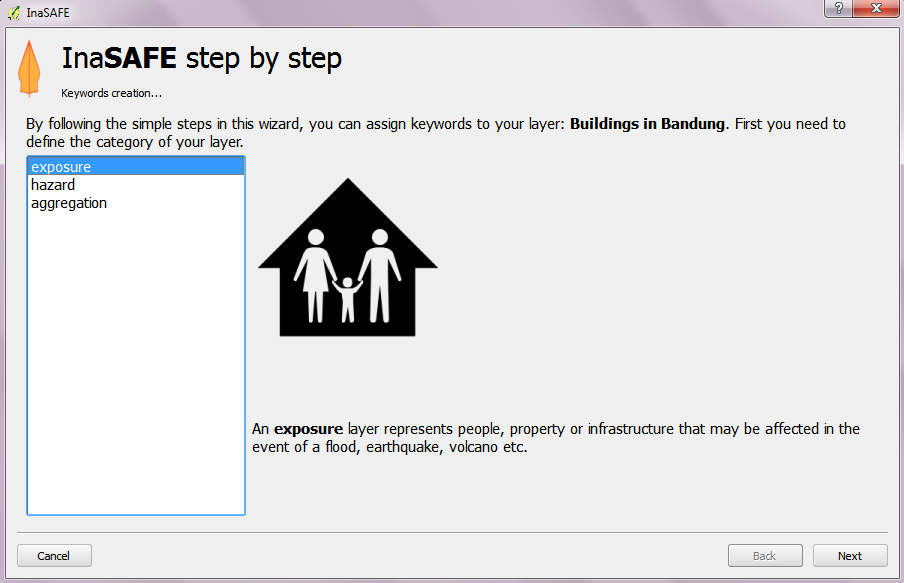 InaSAFE
?
InaSAFE step by step
Keywords creation...
By following the simple steps in this wizard, you can assign keywords to your layer: Buildings in Bandung. First you need to
define the category of your layer.
exposure
hazard
aggregation
An exposure layer represents people, property or infrastructure that may be affected in the
event of a flood, earthquake, volcano etc.
Cancel
Back
Next